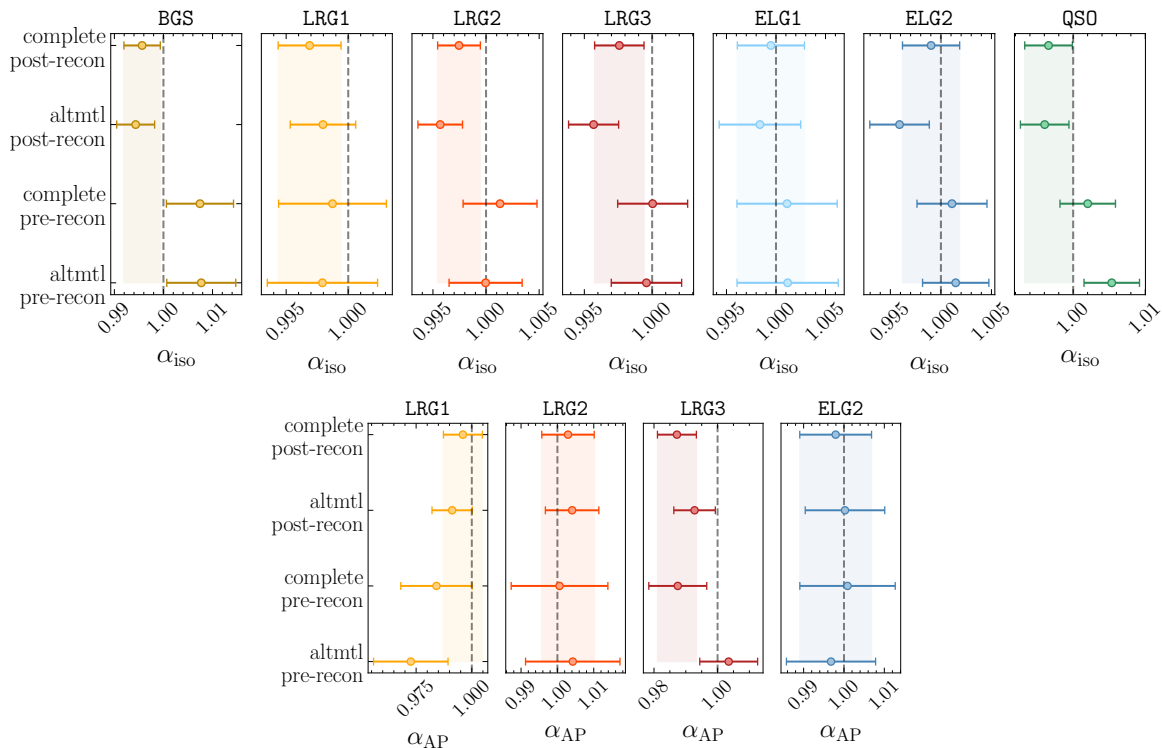 BGS LRG1 LRG2 LRG3 ELG1 ELG2 QSO
complete
post-recon
altmtl
post-recon
complete
pre-recon
altmtl
pre-recon
0.99 1.00 1.01 0.995 1.000 0.995 1.000 1.005 0.995 1.000 0.995 1.000 1.005 0.995 1.000 1.005 1.00 1.01
α_iso α_iso α_iso α_iso α_iso α_iso α_iso
LRG1 LRG2 LRG3 ELG2
complete
post-recon
altmtl
post-recon
complete
pre-recon
altmtl
pre-recon
0.975 1.000 0.99 1.00 1.01 0.98 1.00 0.99 1.00 1.01
α_AP α_AP α_AP α_AP